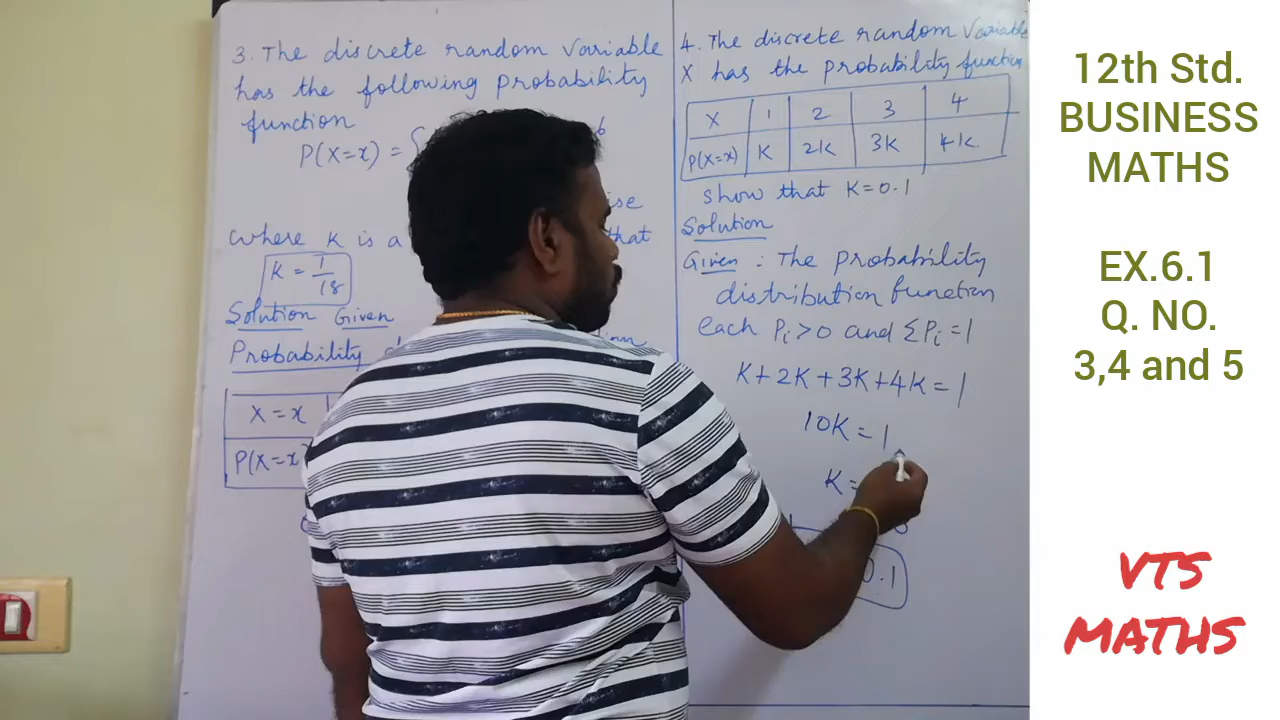 3. The discrete random variable
has the following probability
function
P(X=x) =
where K is a that
K = 1/18
Solution Given
Probability
X = x
P(X=x
4. The discrete random variable
X has the probability function
X 1 2 3 4
P(X=x) K 2K 3K 4K.
show that K=0.1
Solution
Given : The probability
distribution function
each Pi>0 and ΣPi=1
K+2K+3K+4K=1
10K=1
K=
0.1
12th Std.
BUSINESS
MATHS
EX.6.1
Q. NO.
3,4 and 5
VTS
MATHS